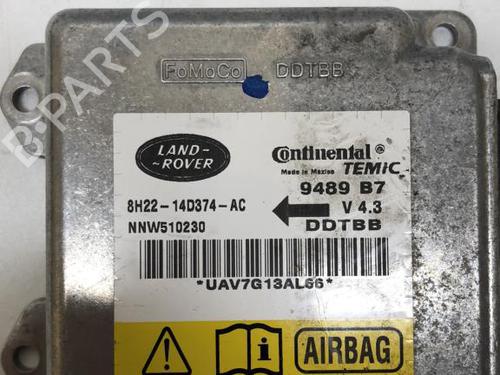 FoMoCo DDTBB
LAND-
~ROVER
Continental
Made in Mexico TEMIC
9489 B7
8H22-14D374-AC V 4.3
NNW510230 DDTBB
*UAV7G13AL66*
AIRBAG
B-PARTS